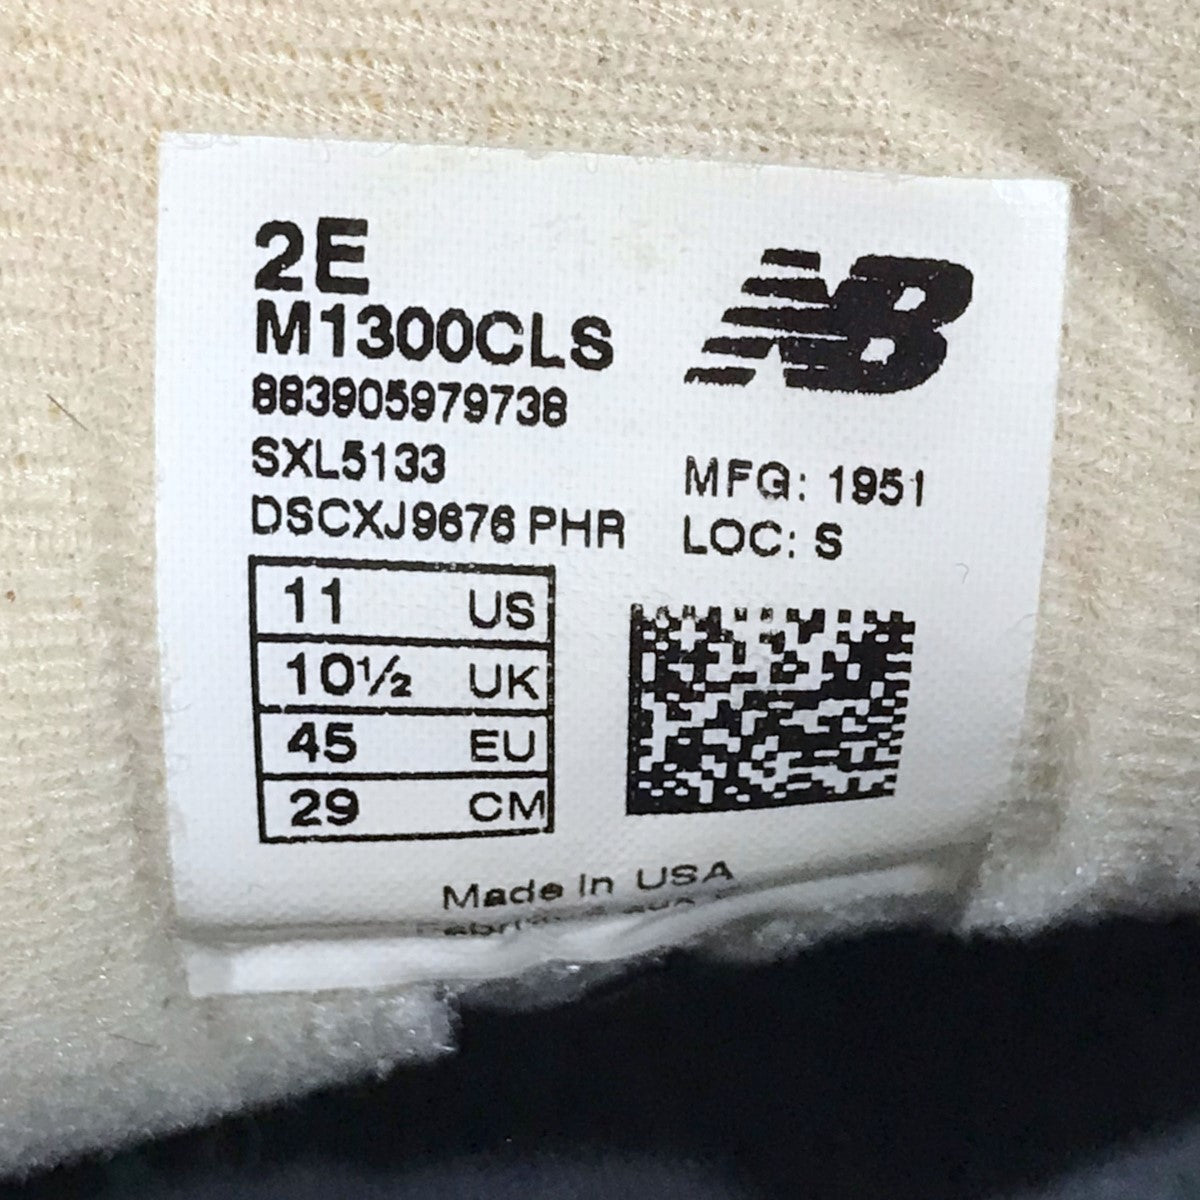 2E
M1300CLS
NB
883905979738
SXL5133
MFG: 1951
DSCXJ9676 PHR
LOC: S
11 US
10½ UK
45 EU
29 CM
Made in USA